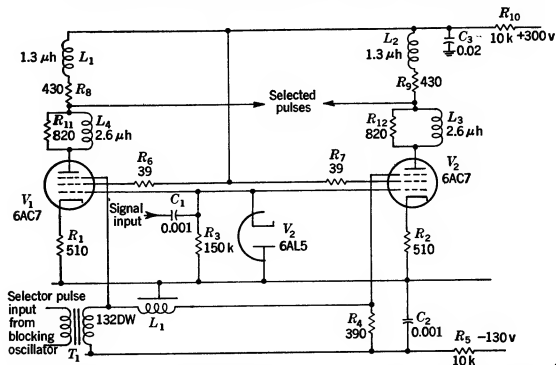 R10
10 k +300 v
1.3 μh L1
L2
1.3 μh
C3
0.02
430 R8
R9 430
Selected
pulses
R11
820
L4
2.6 μh
R12
820
L3
2.6 μh
R6
39
R7
39
V1
6AC7
V2
6AC7
Signal
input
C1
0.001
R3
150 k
V2
6AL5
R1
510
R2
510
Selector pulse
input
from
blocking
oscillator
T1
132DW
L1
R4
390
C2
0.001
R5 −130 v
10 k